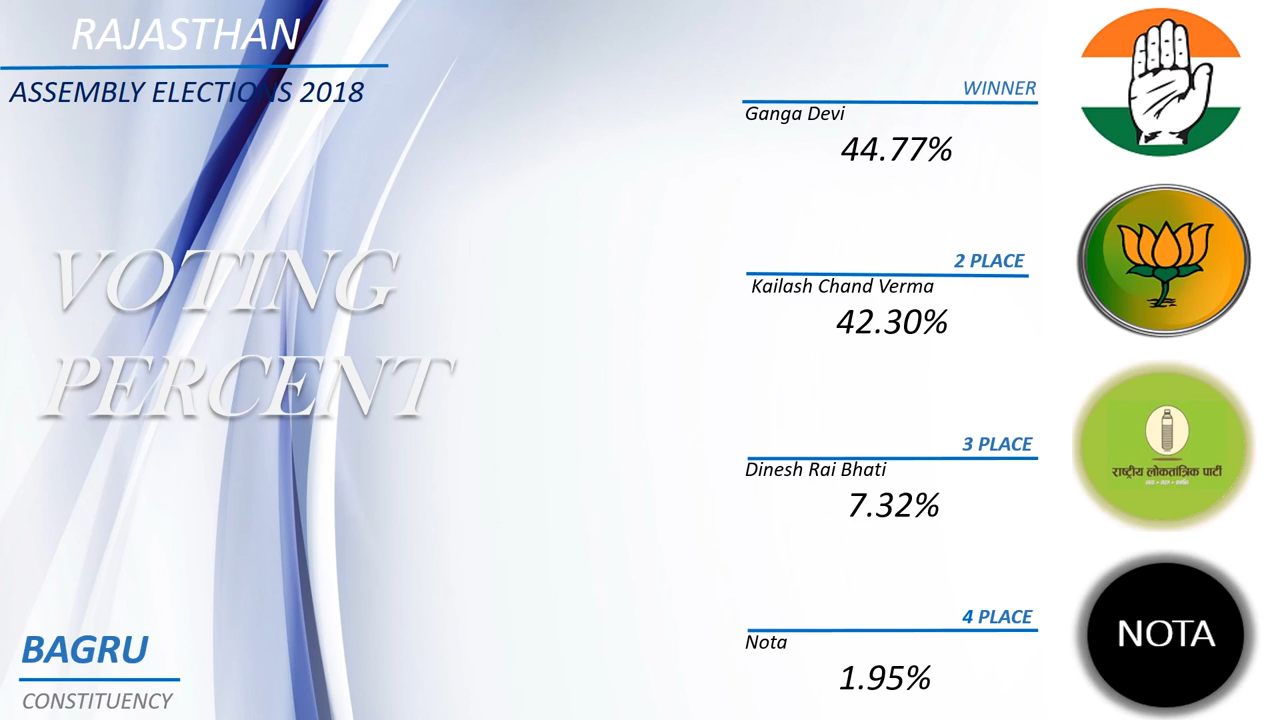 RAJASTHAN
ASSEMBLY ELECTIONS 2018
VOTING
PERCENT
BAGRU
CONSTITUENCY
WINNER
Ganga Devi
44.77%
2 PLACE
Kailash Chand Verma
42.30%
3 PLACE
Dinesh Rai Bhati
7.32%
राष्ट्रीय लोकतांत्रिक पार्टी
4 PLACE
Nota
1.95%
NOTA